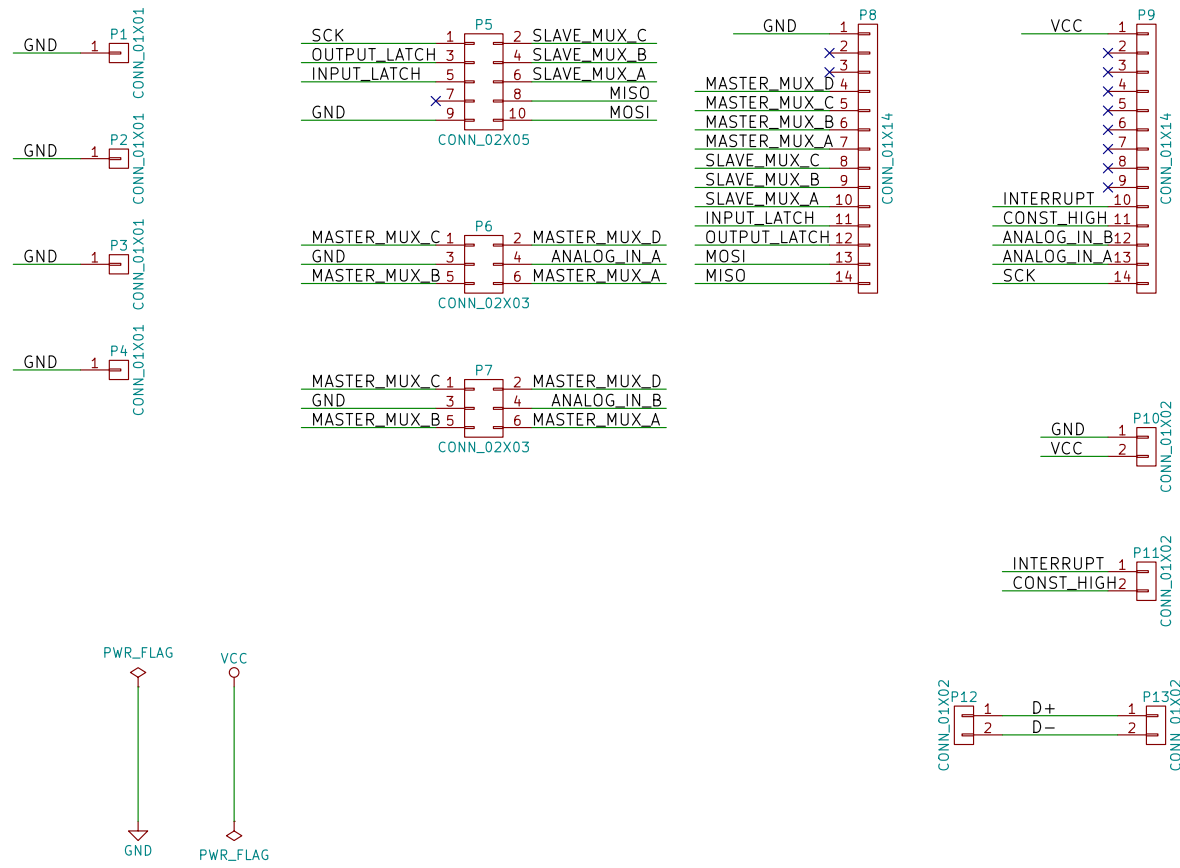 P1
GND 1
CONN_01X01
P2
GND 1
CONN_01X01
P3
GND 1
CONN_01X01
P4
GND 1
CONN_01X01
P5
SCK 1 2 SLAVE_MUX_C
OUTPUT_LATCH 3 4 SLAVE_MUX_B
INPUT_LATCH 5 6 SLAVE_MUX_A
7 8 MISO
GND 9 10 MOSI
CONN_02X05
P6
MASTER_MUX_C 1 2 MASTER_MUX_D
GND 3 4 ANALOG_IN_A
MASTER_MUX_B 5 6 MASTER_MUX_A
CONN_02X03
P7
MASTER_MUX_C 1 2 MASTER_MUX_D
GND 3 4 ANALOG_IN_B
MASTER_MUX_B 5 6 MASTER_MUX_A
CONN_02X03
P8
GND 1
2
3
MASTER_MUX_D 4
MASTER_MUX_C 5
MASTER_MUX_B 6
MASTER_MUX_A 7
SLAVE_MUX_C 8
SLAVE_MUX_B 9
SLAVE_MUX_A 10
INPUT_LATCH 11
OUTPUT_LATCH 12
MOSI 13
MISO 14
CONN_01X14
P9
VCC 1
2
3
4
5
6
7
8
9
INTERRUPT 10
CONST_HIGH 11
ANALOG_IN_B 12
ANALOG_IN_A 13
SCK 14
CONN_01X14
P10
GND 1
VCC 2
CONN_01X02
P11
INTERRUPT 1
CONST_HIGH 2
CONN_01X02
PWR_FLAG
GND
VCC
PWR_FLAG
P12 P13
1 D+ 1
2 D- 2
CONN_01X02
CONN_01X02